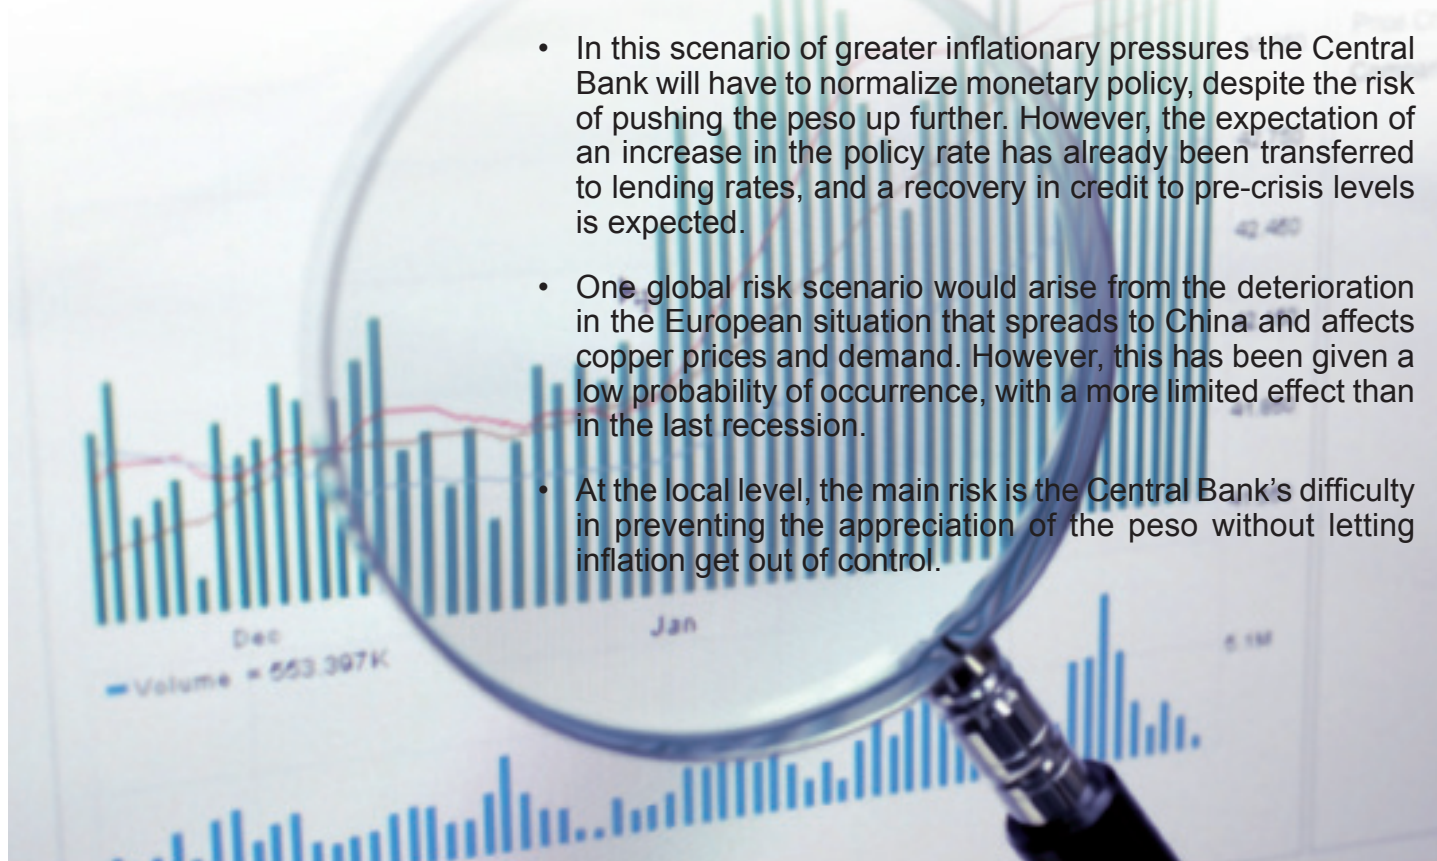 • In this scenario of greater inflationary pressures the Central
Bank will have to normalize monetary policy, despite the risk
of pushing the peso up further. However, the expectation of
an increase in the policy rate has already been transferred
to lending rates, and a recovery in credit to pre-crisis levels
is expected.
42.460
• One global risk scenario would arise from the deterioration
in the European situation that spreads to China and affects
copper prices and demand. However, this has been given a
low probability of occurrence, with a more limited effect than
in the last recession.
• At the local level, the main risk is the Central Bank’s difficulty
in preventing the appreciation of the peso without letting
inflation get out of control.
Dec
Jan
Volume = 553.397K